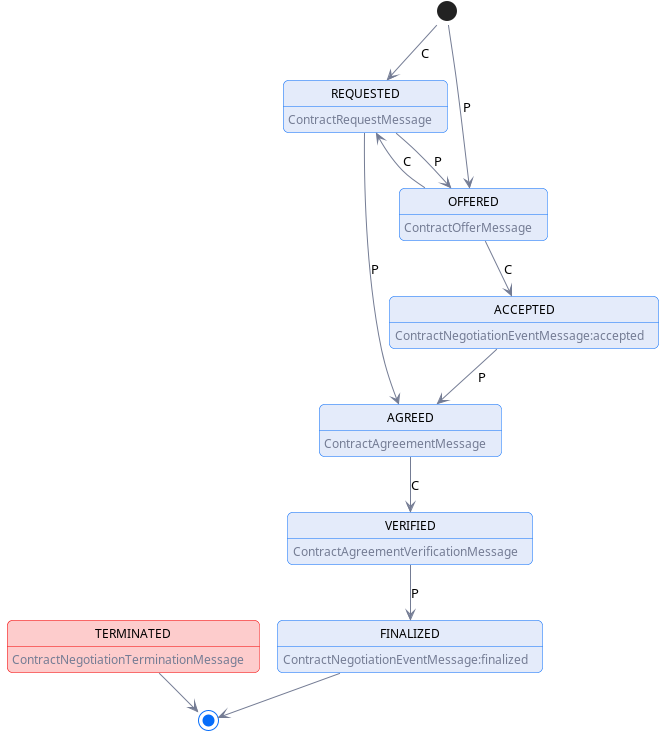 C
P
REQUESTED
ContractRequestMessage
C
P
OFFERED
ContractOfferMessage
P
C
ACCEPTED
ContractNegotiationEventMessage:accepted
P
AGREED
ContractAgreementMessage
C
VERIFIED
ContractAgreementVerificationMessage
P
TERMINATED
ContractNegotiationTerminationMessage
FINALIZED
ContractNegotiationEventMessage:finalized